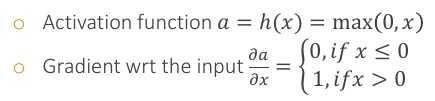 ○ Activation function a = h(x) = max(0, x)
○ Gradient wrt the input ∂a/∂x = {0, if x ≤ 0
1, ifx > 0